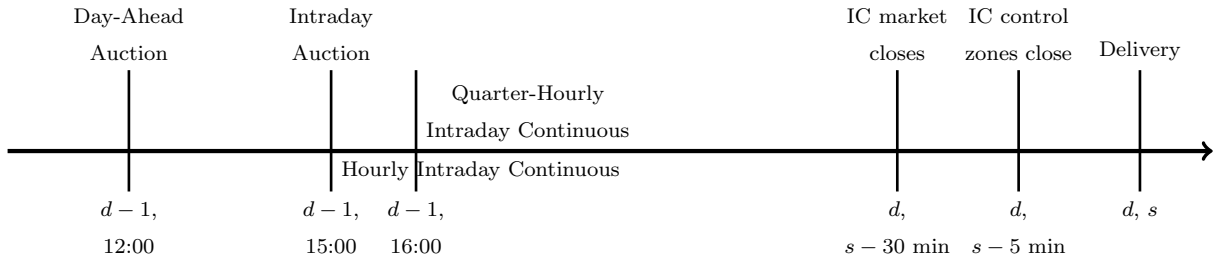 Day-Ahead
Auction
Intraday
Auction
IC market
closes
IC control
zones close
Delivery
Quarter-Hourly
Intraday Continuous
Hourly Intraday Continuous
d − 1,
12:00
d − 1,
15:00
d − 1,
16:00
d,
s − 30 min
d,
s − 5 min
d, s